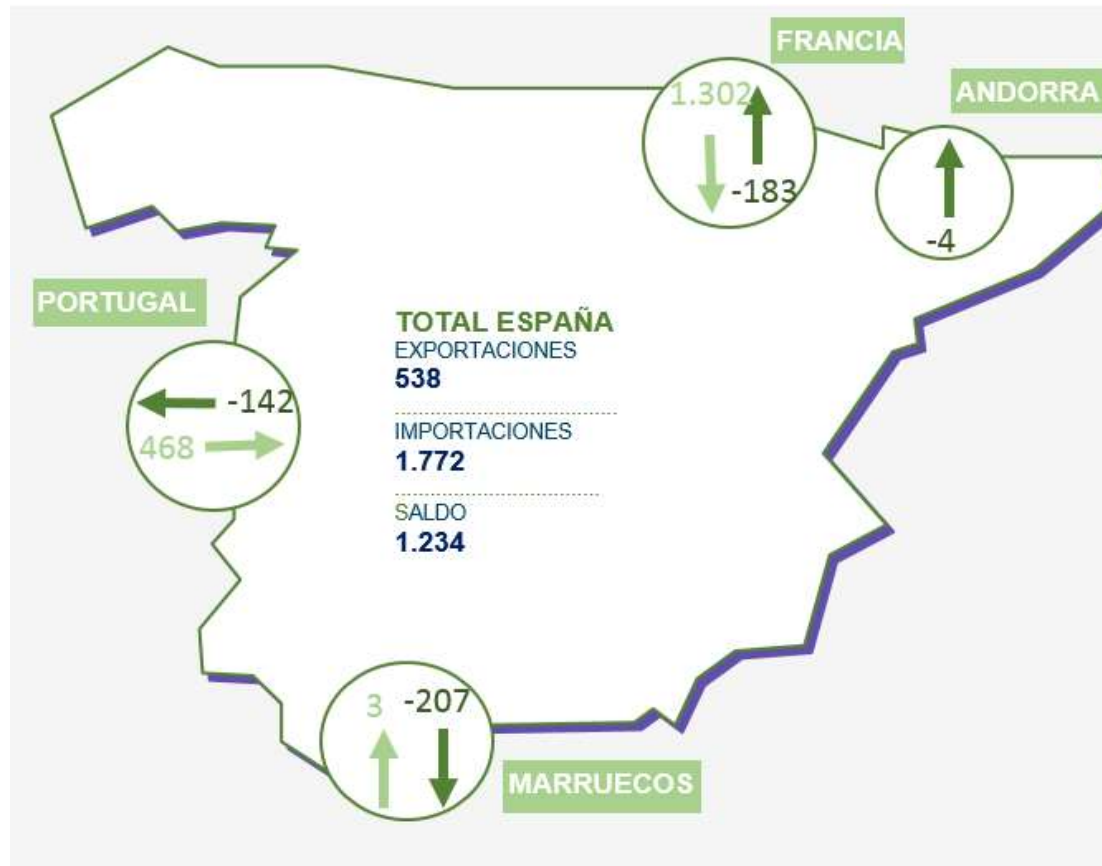 FRANCIA
1.302
-183
ANDORRA
-4
PORTUGAL
-142
468
TOTAL ESPAÑA
EXPORTACIONES
538
IMPORTACIONES
1.772
SALDO
1.234
3 -207
MARRUECOS